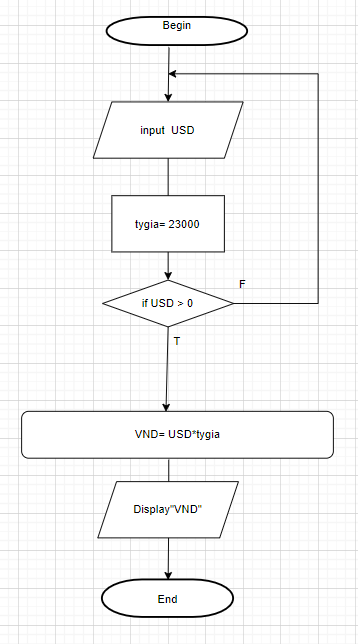 Begin
input  USD
tygia= 23000
if USD > 0
F
T
VND= USD*tygia
Display"VND"
End